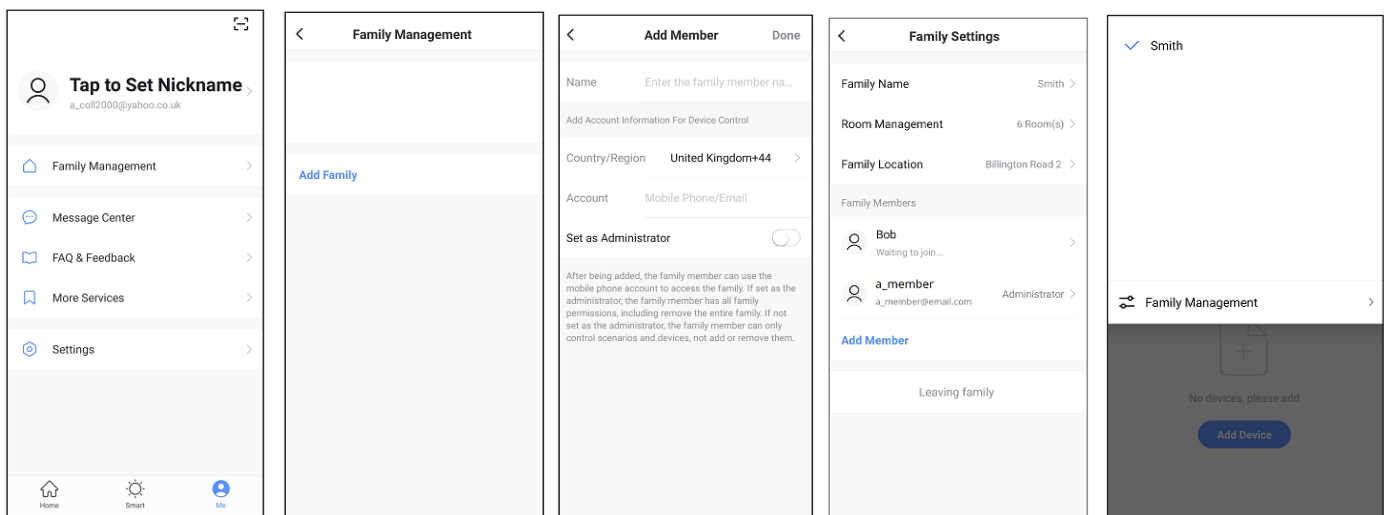 Tap to Set Nickname
a_coll2000@yahoo.co.uk
Family Management
Message Center
FAQ & Feedback
More Services
Settings
Home
Smart
Me
Family Management
Add Family
Add Member
Done
Name
Enter the family member na...
Add Account Information For Device Control
Country/Region
United Kingdom+44
Account
Mobile Phone/Email
Set as Administrator
After being added, the family member can use the
mobile phone account to access the family. If set as the
administrator, the family member has all family
permissions, including remove the entire family. If not
set as the administrator, the family member can only
control scenarios and devices, not add or remove them.
Family Settings
Family Name
Smith
Room Management
6 Room(s)
Family Location
Billington Road 2
Family Members
Bob
Waiting to join...
a_member
a_member@email.com
Administrator
Add Member
Leaving family
Smith
Family Management
No devices, please add
Add Device